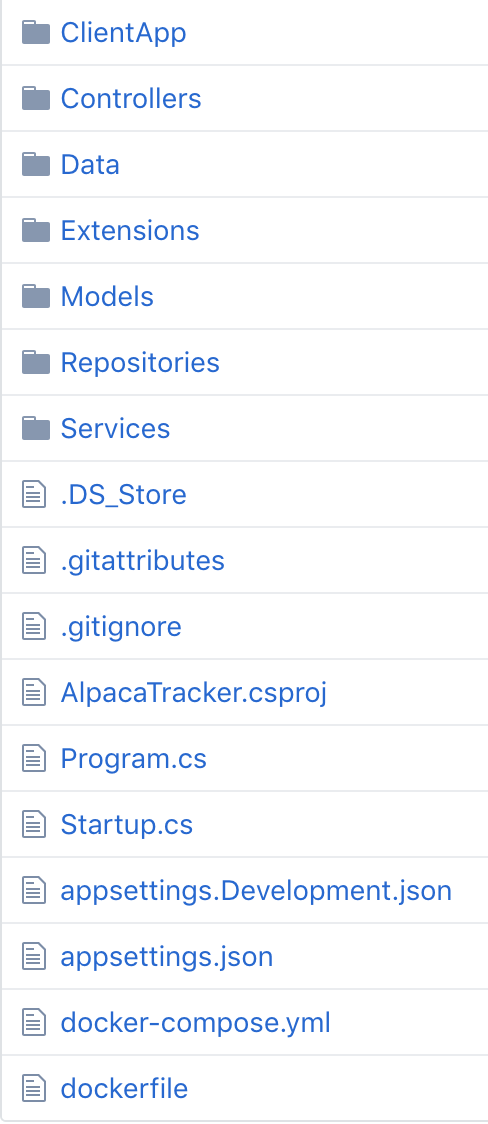 ClientApp
Controllers
Data
Extensions
Models
Repositories
Services
.DS_Store
.gitattributes
.gitignore
AlpacaTracker.csproj
Program.cs
Startup.cs
appsettings.Development.json
appsettings.json
docker-compose.yml
dockerfile